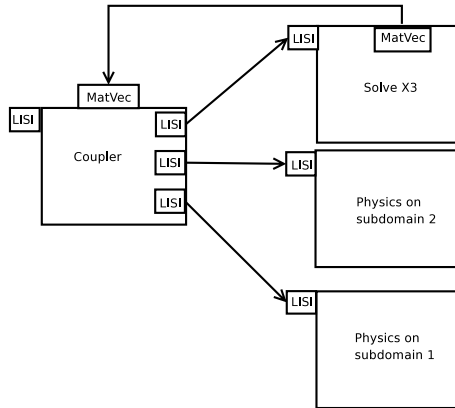 LISI
MatVec
Solve X3
MatVec
LISI
Coupler
LISI
LISI
LISI
LISI
Physics on
subdomain 2
LISI
Physics on
subdomain 1